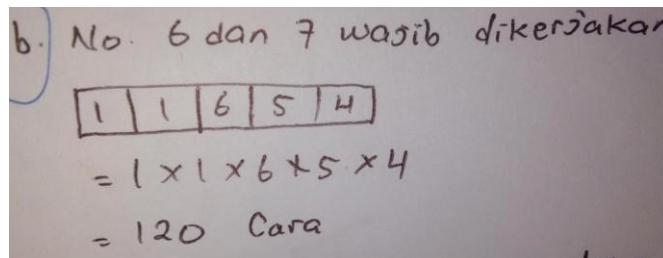 b. No. 6 dan 7 wajib dikerjakan
1 1 6 5 4
= 1 x 1 x 6 x 5 x 4
= 120 Cara